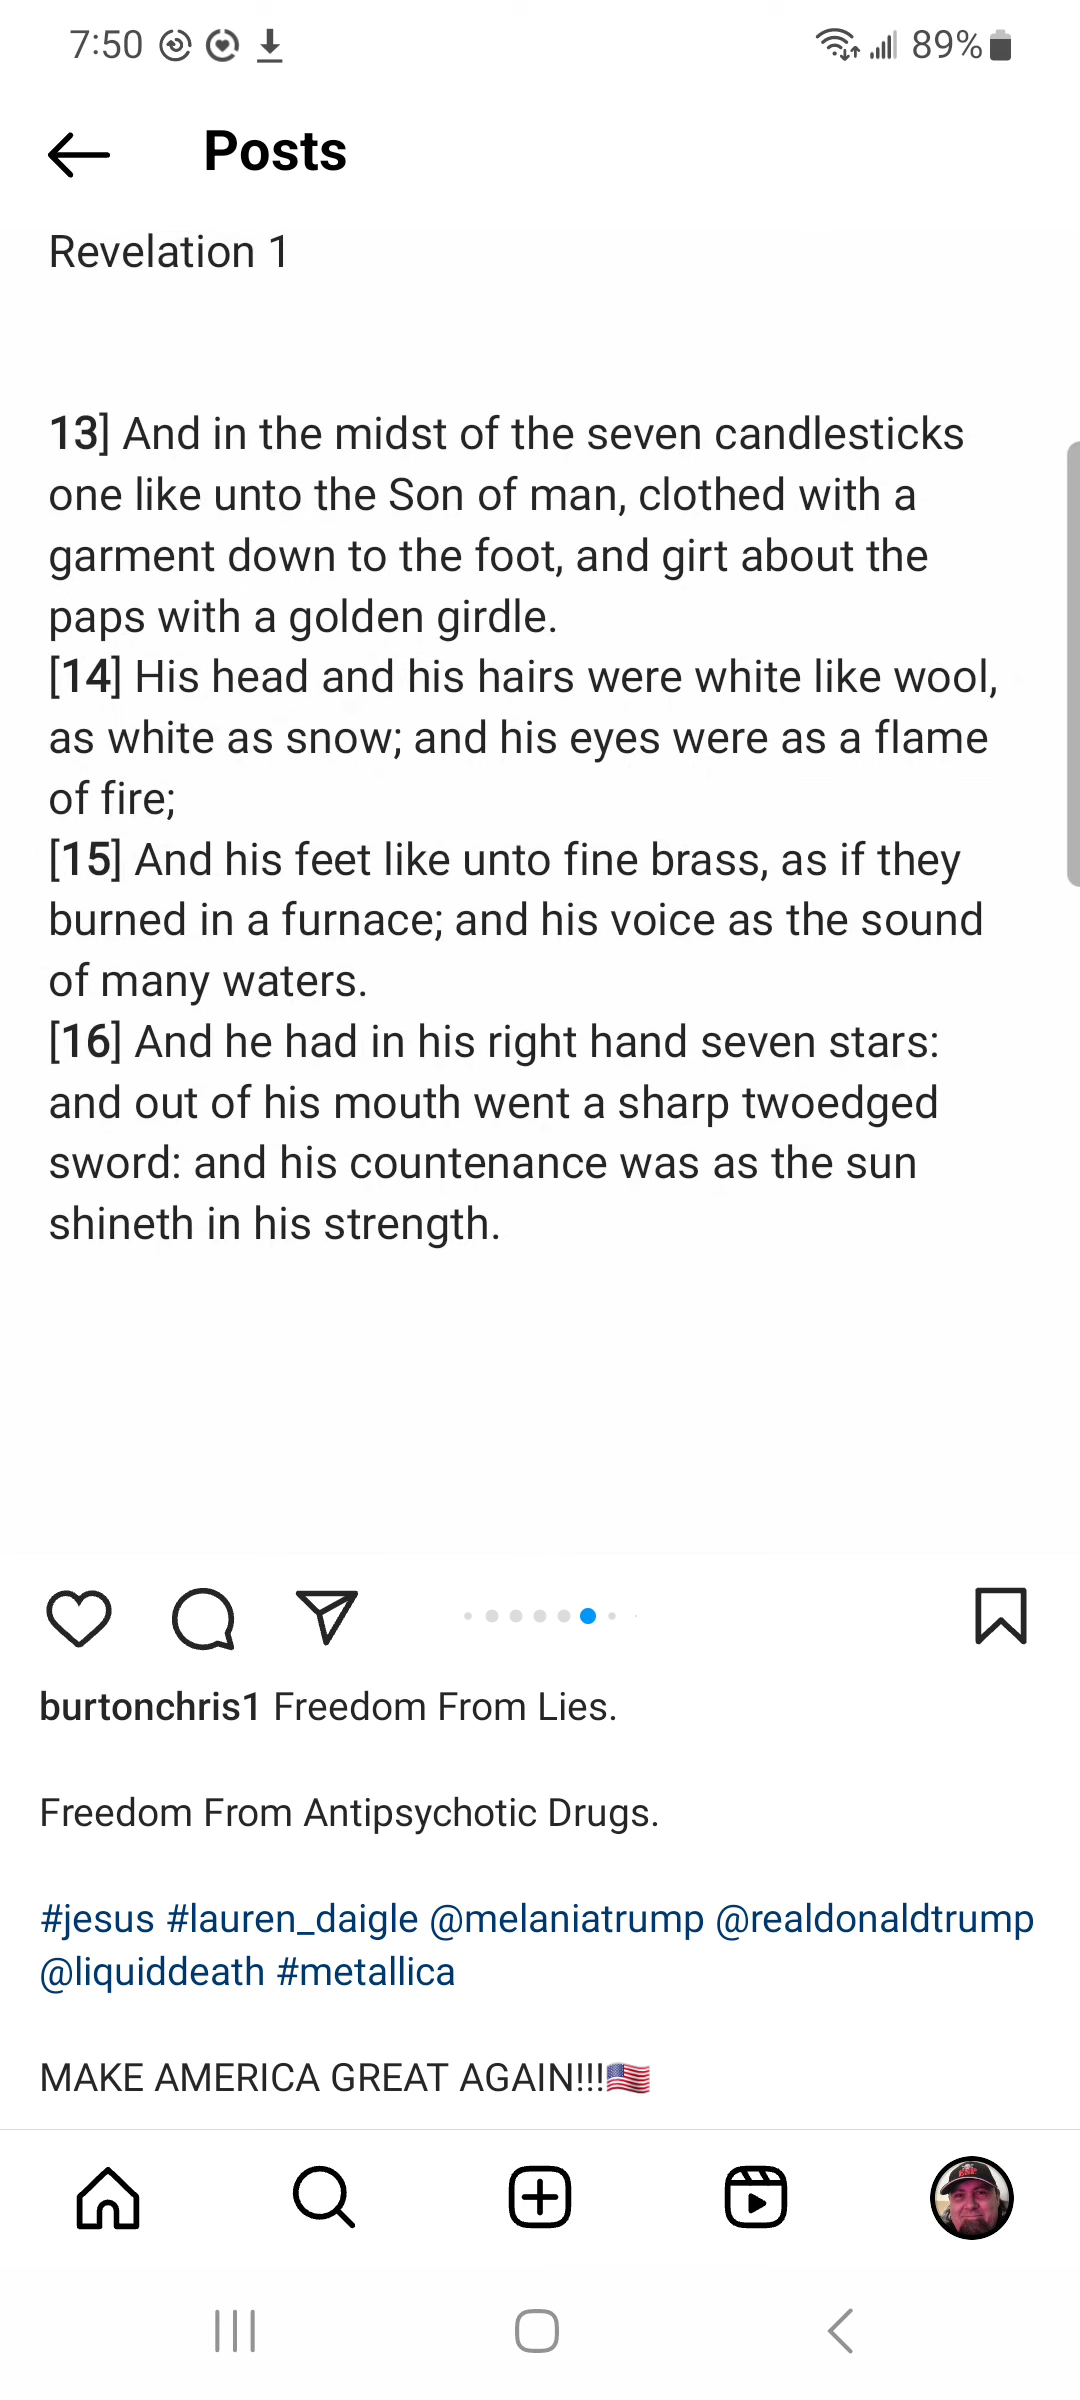 7:50 89%
Posts
Revelation 1
13] And in the midst of the seven candlesticks
one like unto the Son of man, clothed with a
garment down to the foot, and girt about the
paps with a golden girdle.
[14] His head and his hairs were white like wool,
as white as snow; and his eyes were as a flame
of fire;
[15] And his feet like unto fine brass, as if they
burned in a furnace; and his voice as the sound
of many waters.
[16] And he had in his right hand seven stars:
and out of his mouth went a sharp twoedged
sword: and his countenance was as the sun
shineth in his strength.
burtonchris1 Freedom From Lies.
Freedom From Antipsychotic Drugs.
#jesus #lauren_daigle @melaniatrump @realdonaldtrump
@liquiddeath #metallica
MAKE AMERICA GREAT AGAIN!!!🇺🇸